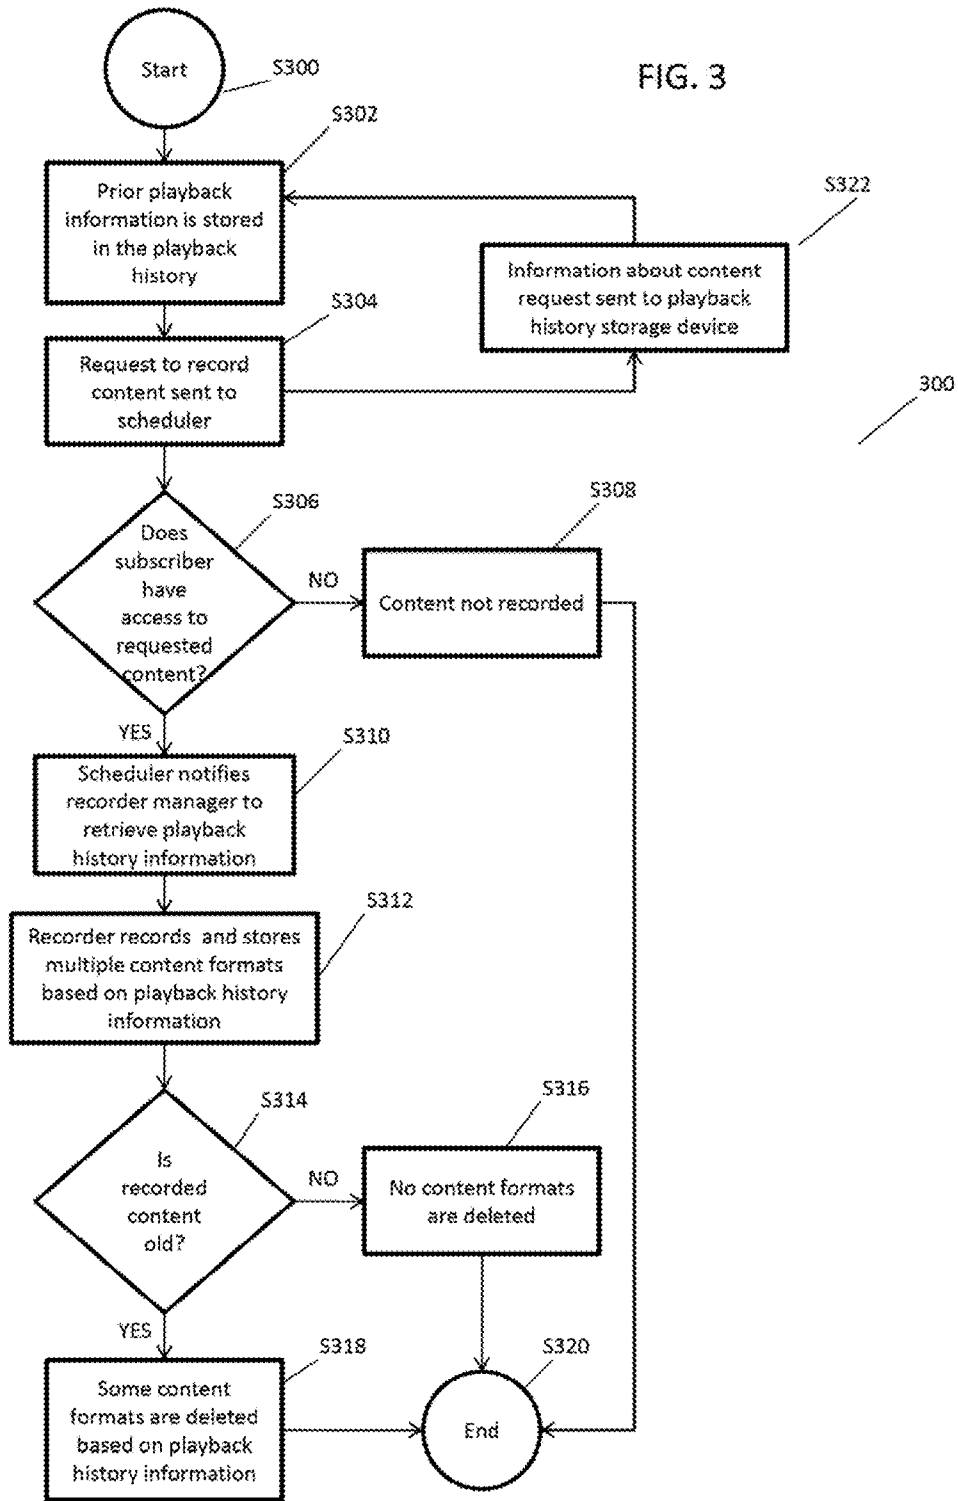 FIG. 3
Start
S300
S302
Prior playback
information is stored
in the playback
history
S322
Information about content
request sent to playback
history storage device
S304
Request to record
content sent to
scheduler
300
S306
Does
subscriber
have
access to
requested
content?
NO
S308
Content not recorded
YES
S310
Scheduler notifies
recorder manager to
retrieve playback
history information
S312
Recorder records and stores
multiple content formats
based on playback history
information
S314
Is
recorded
content
old?
NO
S316
No content formats
are deleted
YES
S318
Some content
formats are deleted
based on playback
history information
S320
End